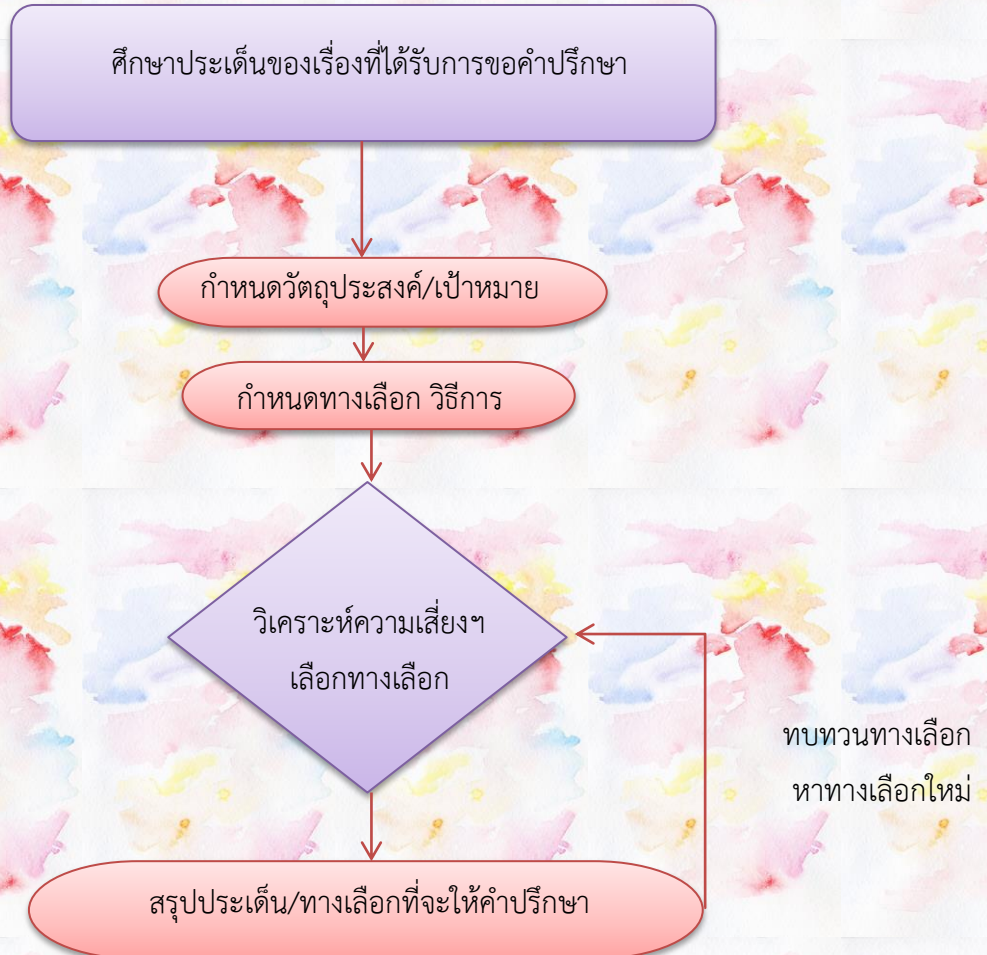 ศึกษาประเด็นของเรื่องที่ได้รับการขอคำปรึกษา
กำหนดวัตถุประสงค์/เป้าหมาย
กำหนดทางเลือก วิธีการ
วิเคราะห์ความเสี่ยงฯ
เลือกทางเลือก
ทบทวนทางเลือก
หาทางเลือกใหม่
สรุปประเด็น/ทางเลือกที่จะให้คำปรึกษา